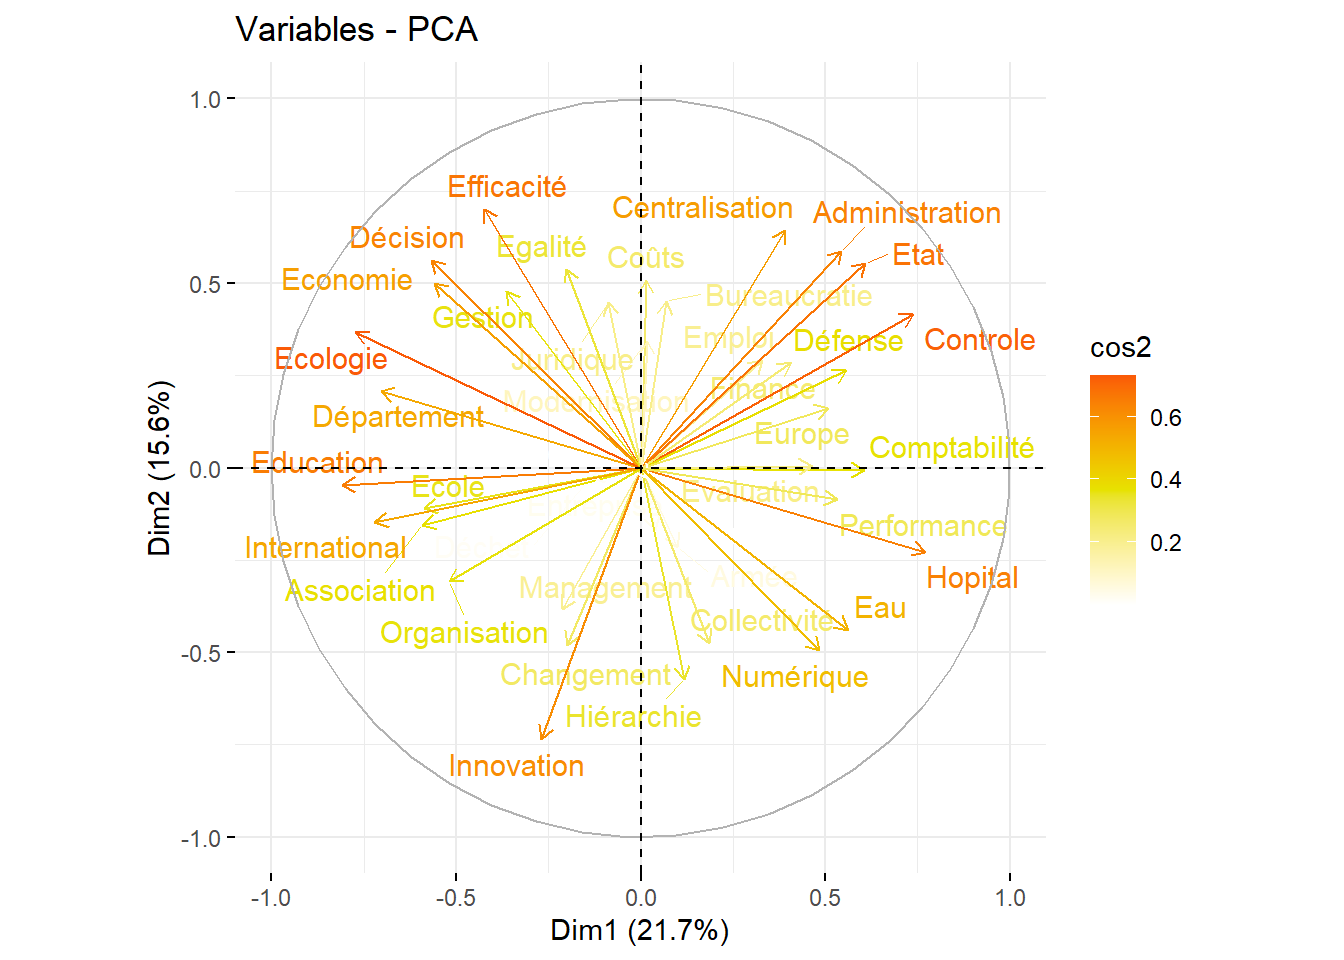 Variables - PCA
Efficacité
Centralisation
Administration
Décision
Egalité
Coûts
Etat
Economie
Bureaucratie
Gestion
Emploi
Défense
Controle
Ecologie
Juridique
Finance
Modernisation
Département
Europe
Comptabilité
Education
Ecole
Evaluation
Performance
International
Association
Management
Hopital
Eau
Organisation
Collectivité
Changement
Numérique
Hiérarchie
Innovation
1.0
0.5
0.0
-0.5
-1.0
Dim2 (15.6%)
-1.0
-0.5
0.0
0.5
1.0
Dim1 (21.7%)
cos2
0.6
0.4
0.2